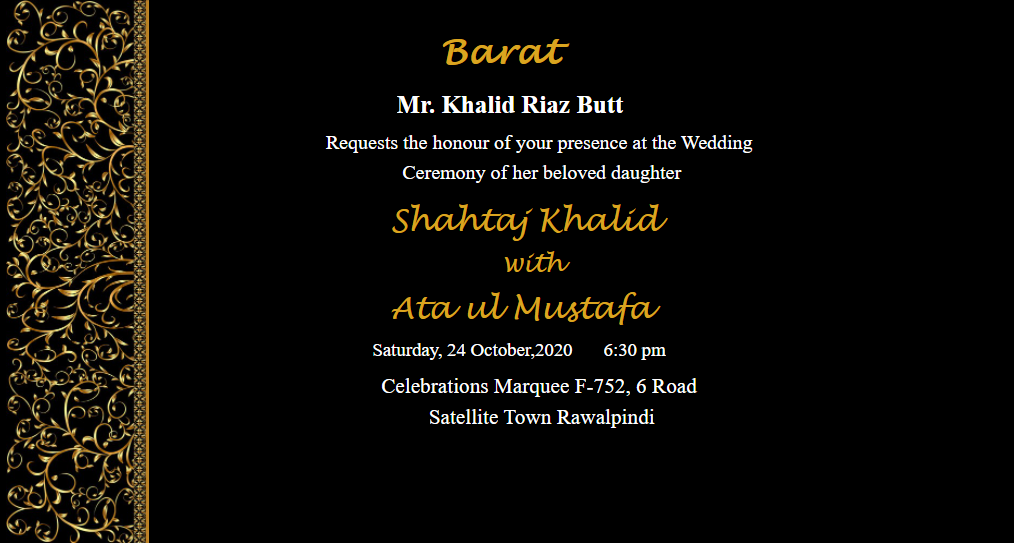 Barat
Mr. Khalid Riaz Butt
Requests the honour of your presence at the Wedding
Ceremony of her beloved daughter
Shahtaj Khalid
with
Ata ul Mustafa
Saturday, 24 October,2020 6:30 pm
Celebrations Marquee F-752, 6 Road
Satellite Town Rawalpindi